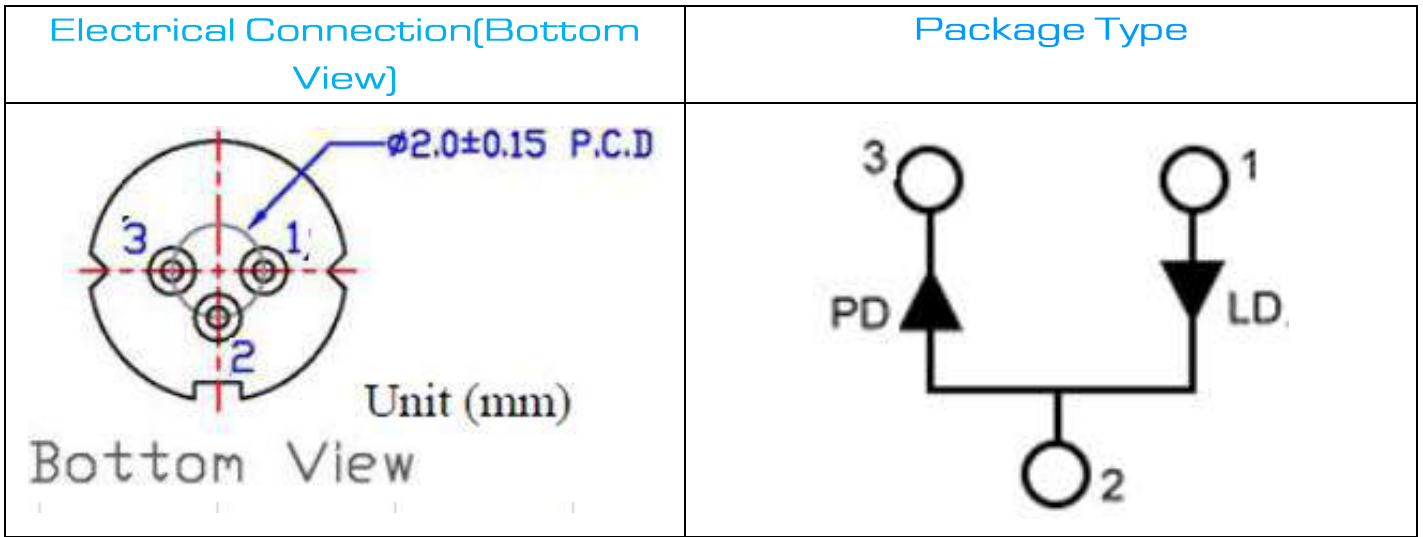 Electrical Connection(Bottom
View)
Package Type
ø2.0±0.15 P.C.D
3
1
2
Unit (mm)
Bottom View
3
1
PD
LD
2